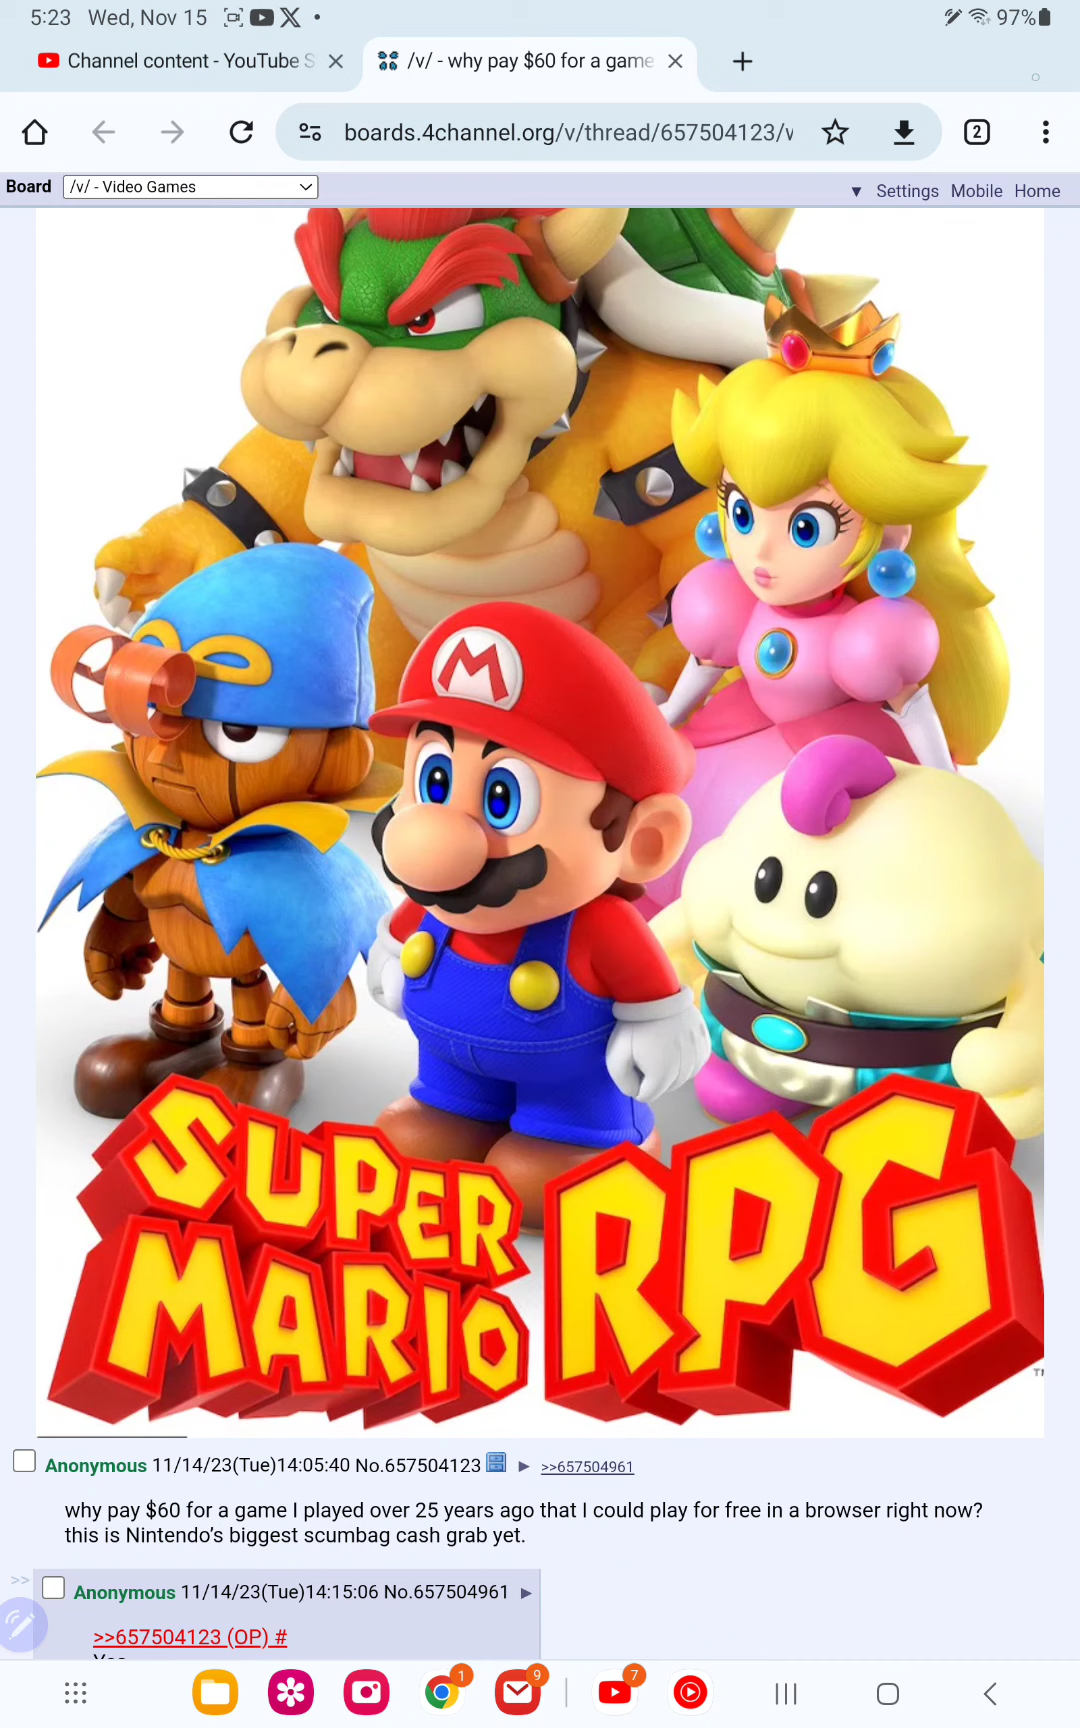 5:23 Wed, Nov 15 97%
Channel content - YouTube S /v/ - why pay $60 for a game
boards.4channel.org/v/thread/657504123/v 2
Board /v/ - Video Games ▼ Settings Mobile Home
M
SUPER
MARIO RPG
TM
Anonymous 11/14/23(Tue)14:05:40 No.657504123 ▶ >>657504961
why pay $60 for a game I played over 25 years ago that I could play for free in a browser right now?
this is Nintendo's biggest scumbag cash grab yet.
>> Anonymous 11/14/23(Tue)14:15:06 No.657504961 ▶
>>657504123 (OP) #
1 9 7